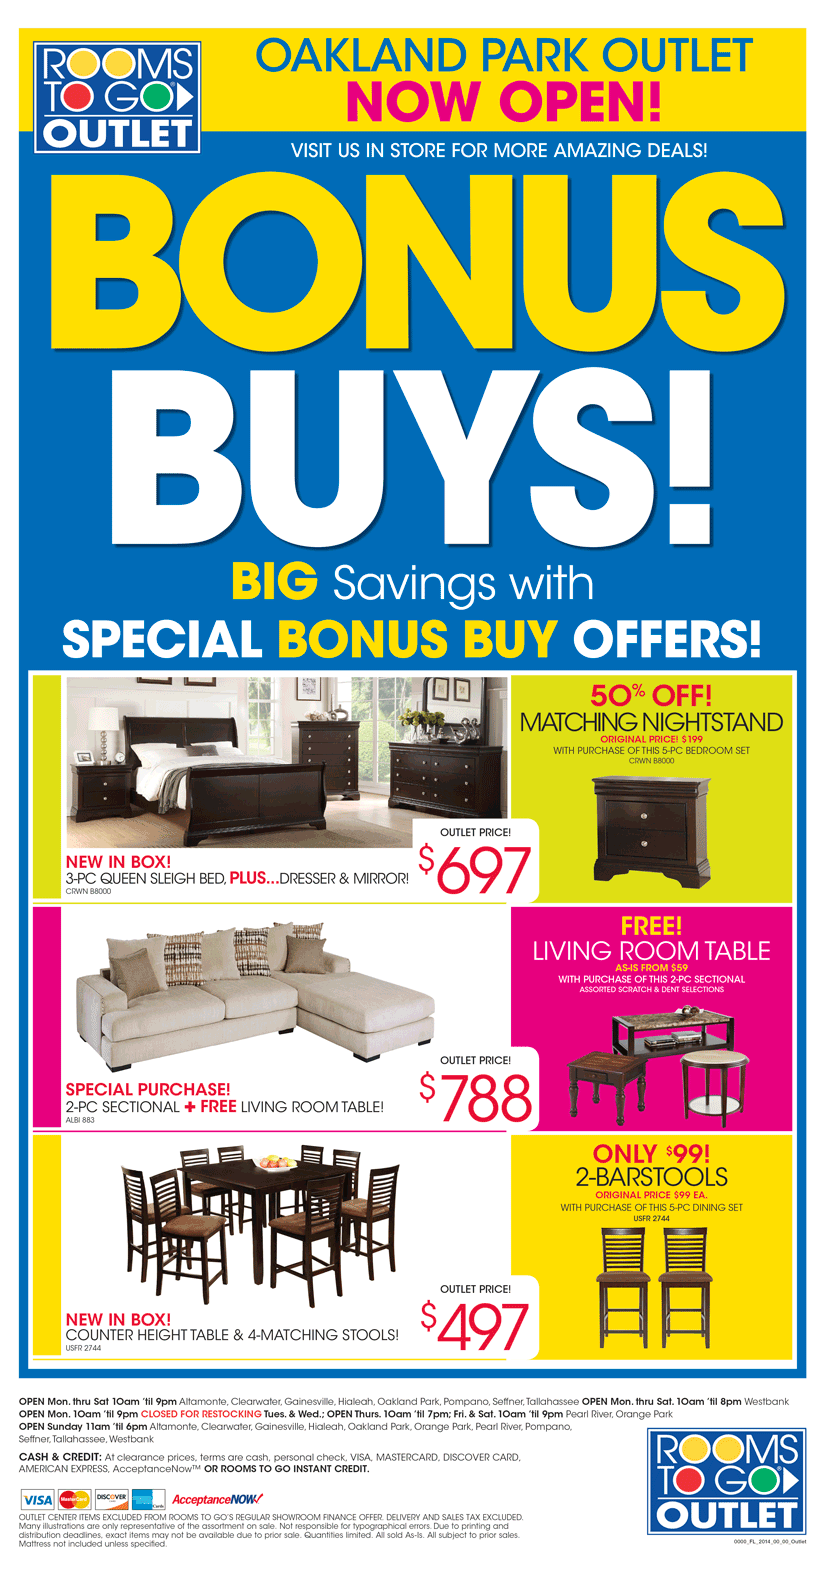 ROOMS
TO GO
OUTLET
OAKLAND PARK OUTLET
NOW OPEN!
VISIT US IN STORE FOR MORE AMAZING DEALS!
BONUS
BUYS!
BIG Savings with
SPECIAL BONUS BUY OFFERS!
OUTLET PRICE!
$697
NEW IN BOX!
3-PC QUEEN SLEIGH BED, PLUS...DRESSER & MIRROR!
CRWN B8000
50% OFF!
MATCHING NIGHTSTAND
ORIGINAL PRICE! $199
WITH PURCHASE OF THIS 5-PC BEDROOM SET
CRWN B8000
OUTLET PRICE!
$788
SPECIAL PURCHASE!
2-PC SECTIONAL + FREE LIVING ROOM TABLE!
ALBI 883
FREE!
LIVING ROOM TABLE
AS-IS FROM $59
WITH PURCHASE OF THIS 2-PC SECTIONAL
ASSORTED SCRATCH & DENT SELECTIONS
OUTLET PRICE!
$497
NEW IN BOX!
COUNTER HEIGHT TABLE & 4-MATCHING STOOLS!
USFR 2744
ONLY $99!
2-BARSTOOLS
ORIGINAL PRICE $99 EA.
WITH PURCHASE OF THIS 5-PC DINING SET
USFR 2744
OPEN Mon. thru Sat 10am 'til 9pm Altamonte, Clearwater, Gainesville, Hialeah, Oakland Park, Pompano, Seffner, Tallahassee OPEN Mon. thru Sat. 10am 'til 8pm Westbank
OPEN Mon. 10am 'til 9pm CLOSED FOR RESTOCKING Tues. & Wed.; OPEN Thurs. 10am 'til 7pm; Fri. & Sat. 10am 'til 9pm Pearl River, Orange Park
OPEN Sunday 11am 'til 6pm Altamonte, Clearwater, Gainesville, Hialeah, Oakland Park, Orange Park, Pearl River, Pompano,
Seffner, Tallahassee, Westbank
CASH & CREDIT: At clearance prices, terms are cash, personal check, VISA, MASTERCARD, DISCOVER CARD,
AMERICAN EXPRESS, AcceptanceNow™ OR ROOMS TO GO INSTANT CREDIT.
VISA MasterCard DISCOVER Cards AcceptanceNOW
OUTLET CENTER ITEMS EXCLUDED FROM ROOMS TO GO'S REGULAR SHOWROOM FINANCE OFFER. DELIVERY AND SALES TAX EXCLUDED.
Many illustrations are only representative of the assortment on sale. Not responsible for typographical errors. Due to printing and
distribution deadlines, exact items may not be available due to prior sale. Quantities limited. All sold As-Is. All subject to prior sales.
Mattress not included unless specified.
ROOMS
TO GO
OUTLET
0000_FL_2014_00_00_Outlet